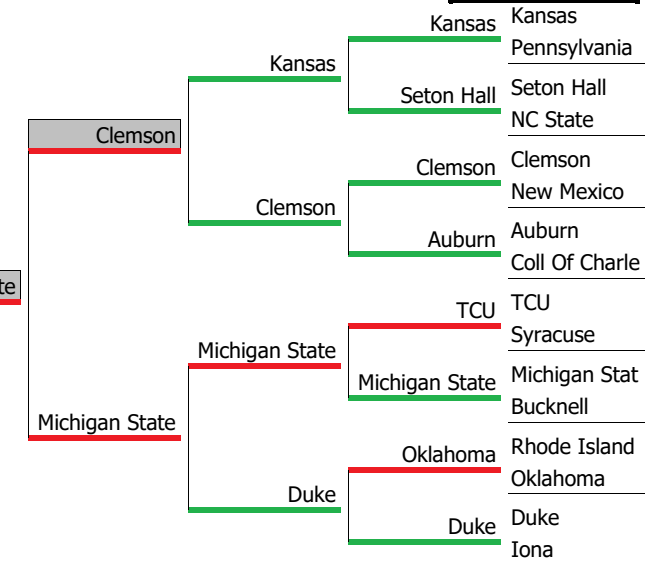 Kansas
Pennsylvania
Seton Hall
NC State
Clemson
New Mexico
Auburn
Coll Of Charle
TCU
Syracuse
Michigan Stat
Bucknell
Rhode Island
Oklahoma
Duke
Iona
Kansas
Seton Hall
Clemson
Auburn
TCU
Michigan State
Oklahoma
Duke
Kansas
Clemson
Michigan State
Duke
Clemson
Michigan State
te